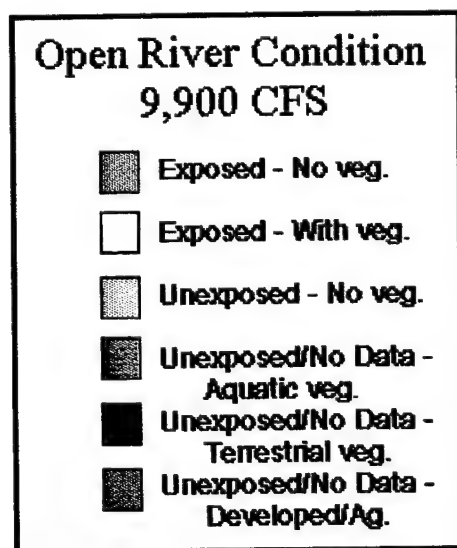 Open River Condition
9,900 CFS
Exposed - No veg.
Exposed - With veg.
Unexposed - No veg.
Unexposed/No Data -
Aquatic veg.
Unexposed/No Data -
Terrestrial veg.
Unexposed/No Data -
Developed/Ag.